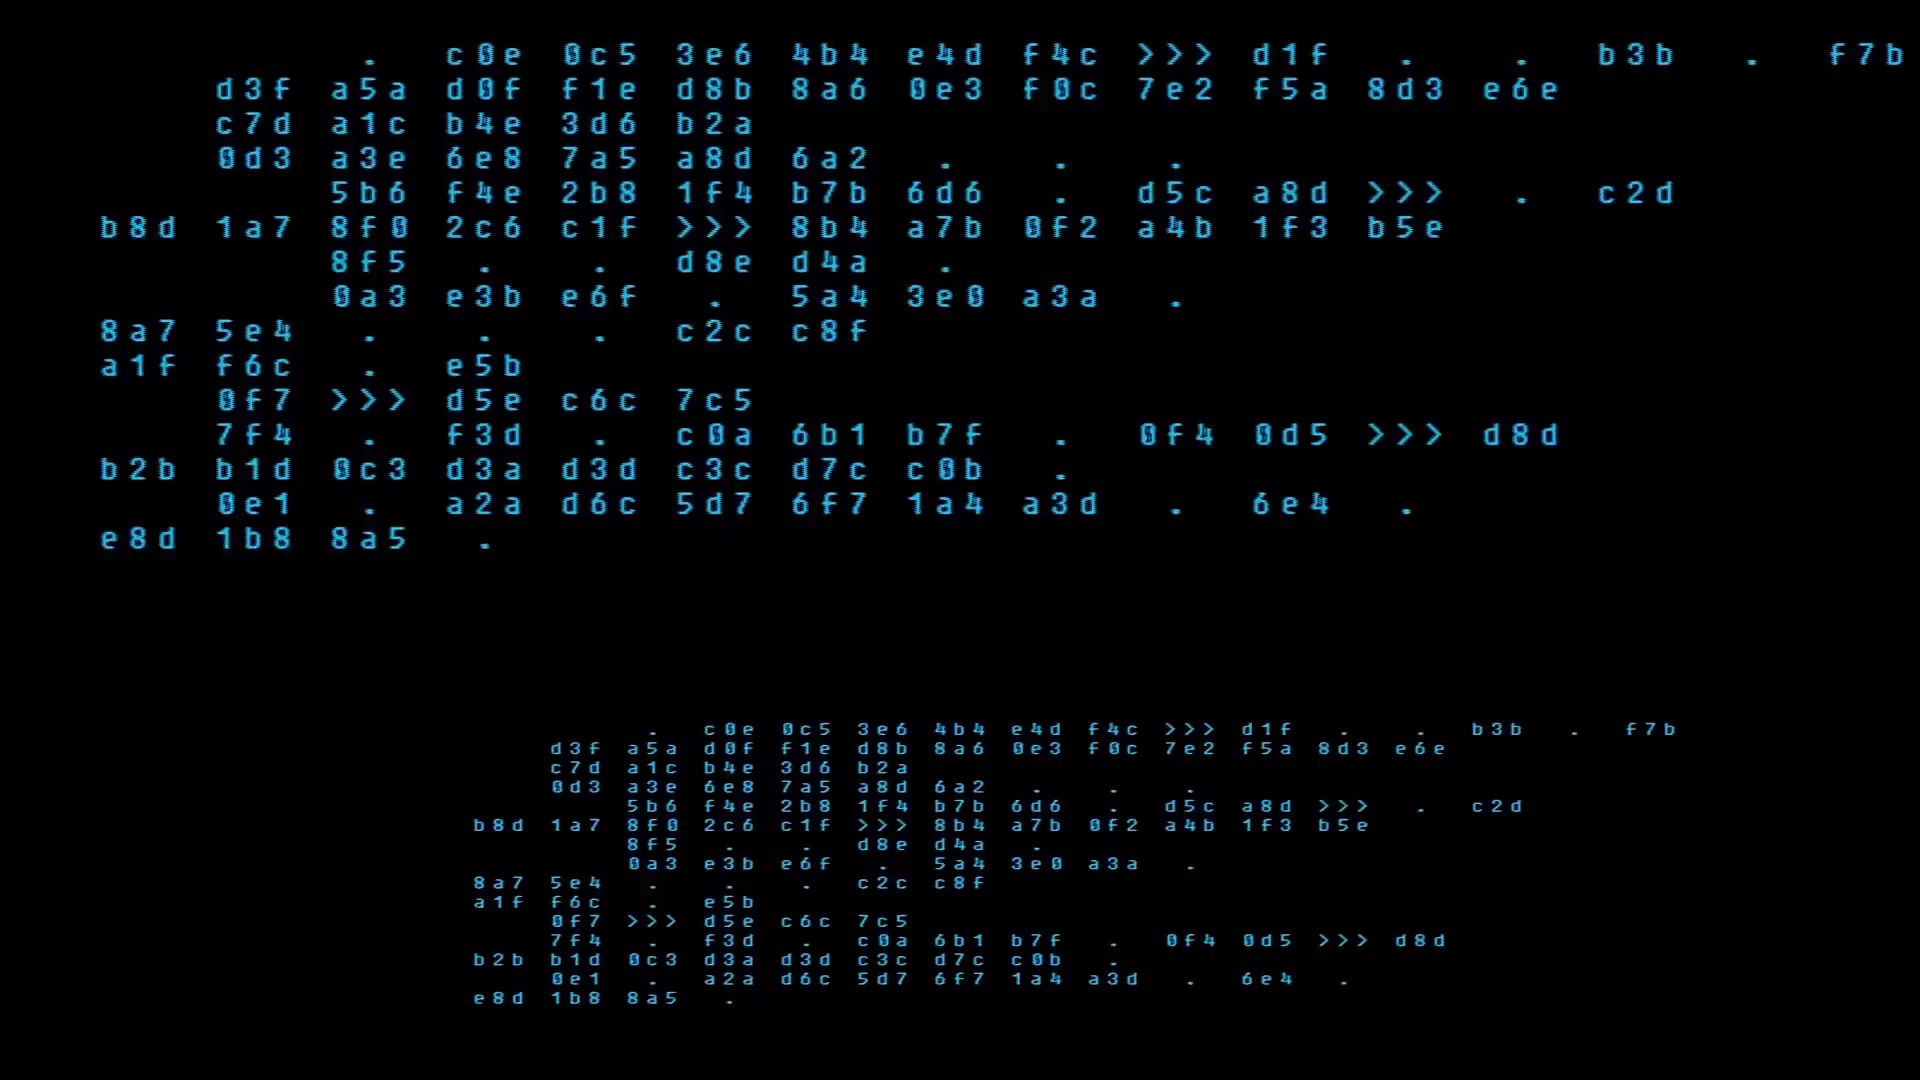 . c0e 0c5 3e6 4b4 e4d f4c >>> d1f . . b3b . f7b
d3f a5a d0f f1e d8b 8a6 0e3 f0c 7e2 f5a 8d3 e6e
c7d a1c b4e 3d6 b2a
0d3 a3e 6e8 7a5 a8d 6a2 . . .
5b6 f4e 2b8 1f4 b7b 6d6 . d5c a8d >>> . c2d
b8d 1a7 8f0 2c6 c1f >>> 8b4 a7b 0f2 a4b 1f3 b5e
8f5 . . d8e d4a .
0a3 e3b e6f . 5a4 3e0 a3a .
8a7 5e4 . . . c2c c8f
a1f f6c . e5b
0f7 >>> d5e c6c 7c5
7f4 . f3d . c0a 6b1 b7f . 0f4 0d5 >>> d8d
b2b b1d 0c3 d3a d3d c3c d7c c0b .
0e1 . a2a d6c 5d7 6f7 1a4 a3d . 6e4 .
e8d 1b8 8a5 .
. c0e 0c5 3e6 4b4 e4d f4c >>> d1f . . b3b . f7b
d3f a5a d0f f1e d8b 8a6 0e3 f0c 7e2 f5a 8d3 e6e
c7d a1c b4e 3d6 b2a
0d3 a3e 6e8 7a5 a8d 6a2 . . .
5b6 f4e 2b8 1f4 b7b 6d6 . d5c a8d >>> . c2d
b8d 1a7 8f0 2c6 c1f >>> 8b4 a7b 0f2 a4b 1f3 b5e
8f5 . . d8e d4a .
0a3 e3b e6f . 5a4 3e0 a3a .
8a7 5e4 . . . c2c c8f
a1f f6c . e5b
0f7 >>> d5e c6c 7c5
7f4 . f3d . c0a 6b1 b7f . 0f4 0d5 >>> d8d
b2b b1d 0c3 d3a d3d c3c d7c c0b .
0e1 . a2a d6c 5d7 6f7 1a4 a3d . 6e4 .
e8d 1b8 8a5 .